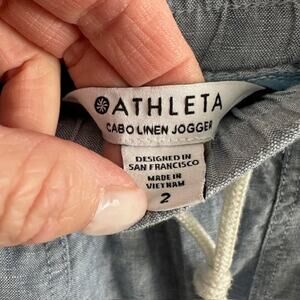 ATHLETA
CABO LINEN JOGGER
DESIGNED IN
SAN FRANCISCO
MADE IN
VIETNAM
2